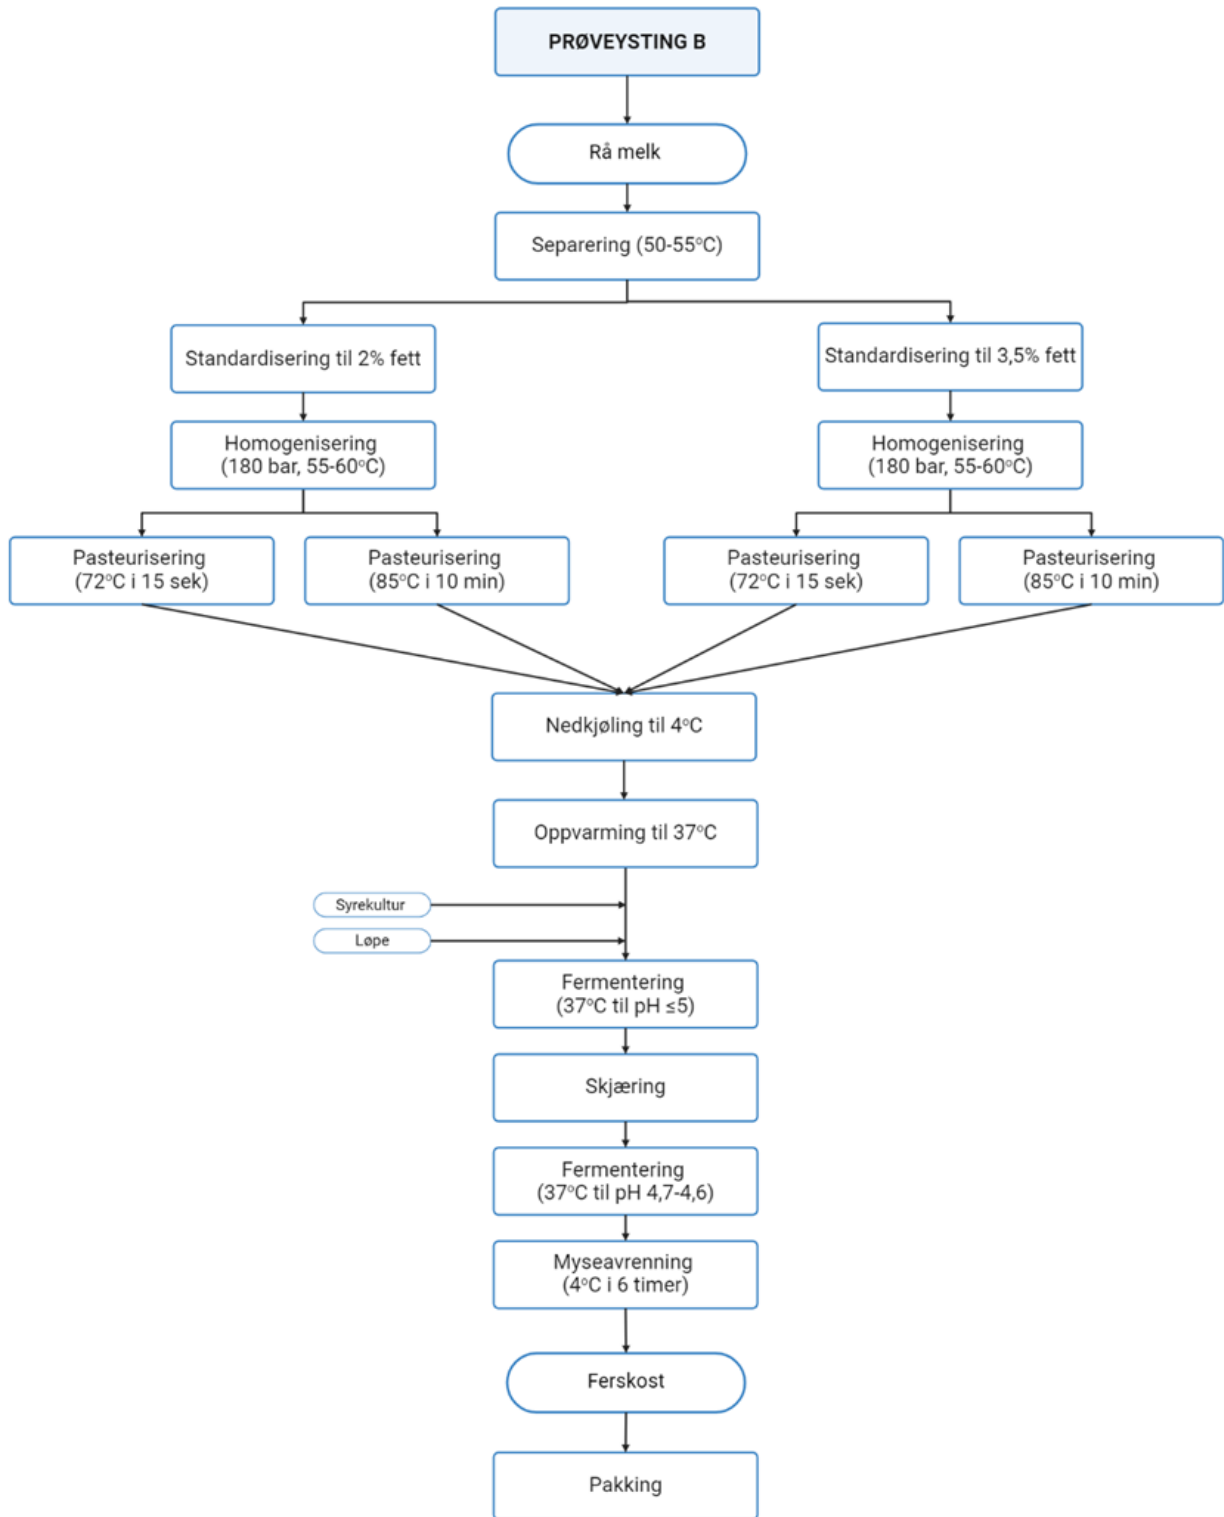 PRØVEYSTING B
Rå melk
Separering (50-55°C)
Standardisering til 2% fett
Standardisering til 3,5% fett
Homogenisering
(180 bar, 55-60°C)
Homogenisering
(180 bar, 55-60°C)
Pasteurisering
(72°C i 15 sek)
Pasteurisering
(85°C i 10 min)
Pasteurisering
(72°C i 15 sek)
Pasteurisering
(85°C i 10 min)
Nedkjøling til 4°C
Oppvarming til 37°C
Syrekultur
Løpe
Fermentering
(37°C til pH ≤5)
Skjæring
Fermentering
(37°C til pH 4,7-4,6)
Myseavrenning
(4°C i 6 timer)
Ferskost
Pakking